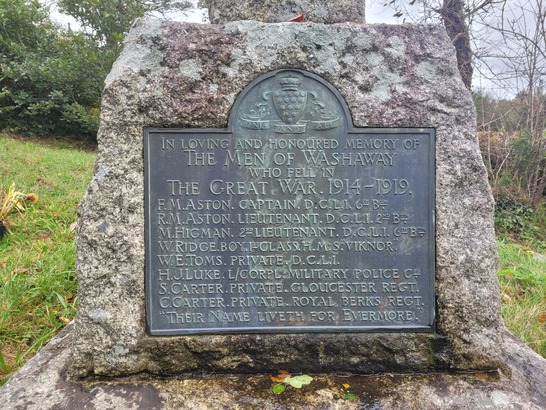 ONE AND ALL
IN LOVING AND HONOURED MEMORY OF
THE MEN OF WASHAWAY
WHO FELL IN
THE GREAT WAR. 1914-1919.
F.M.ASTON. CAPTAIN. D.C.L.I. 6TH BN
R.M.ASTON. LIEUTENANT. D.C.L.I. 2ND BN
M.HIGMAN. 2ND LIEUTENANT. D.C.L.I. 6TH BN
W.RIDGE. BOY. 1ST CLASS. H.M.S. VIKNOR.
W.E.TOMS. PRIVATE. D.C.L.I.
H.J.LUKE. L/CORPL. MILITARY POLICE CPS
S.CARTER. PRIVATE. GLOUCESTER REGT.
C.CARTER. PRIVATE. ROYAL BERKS REGT.
"THEIR NAME LIVETH FOR EVERMORE."